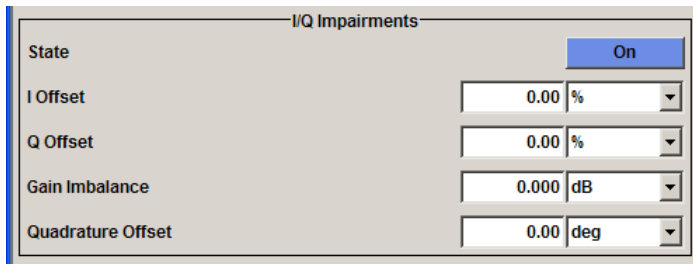 I/Q Impairments
State On
I Offset 0.00 %
Q Offset 0.00 %
Gain Imbalance 0.000 dB
Quadrature Offset 0.00 deg